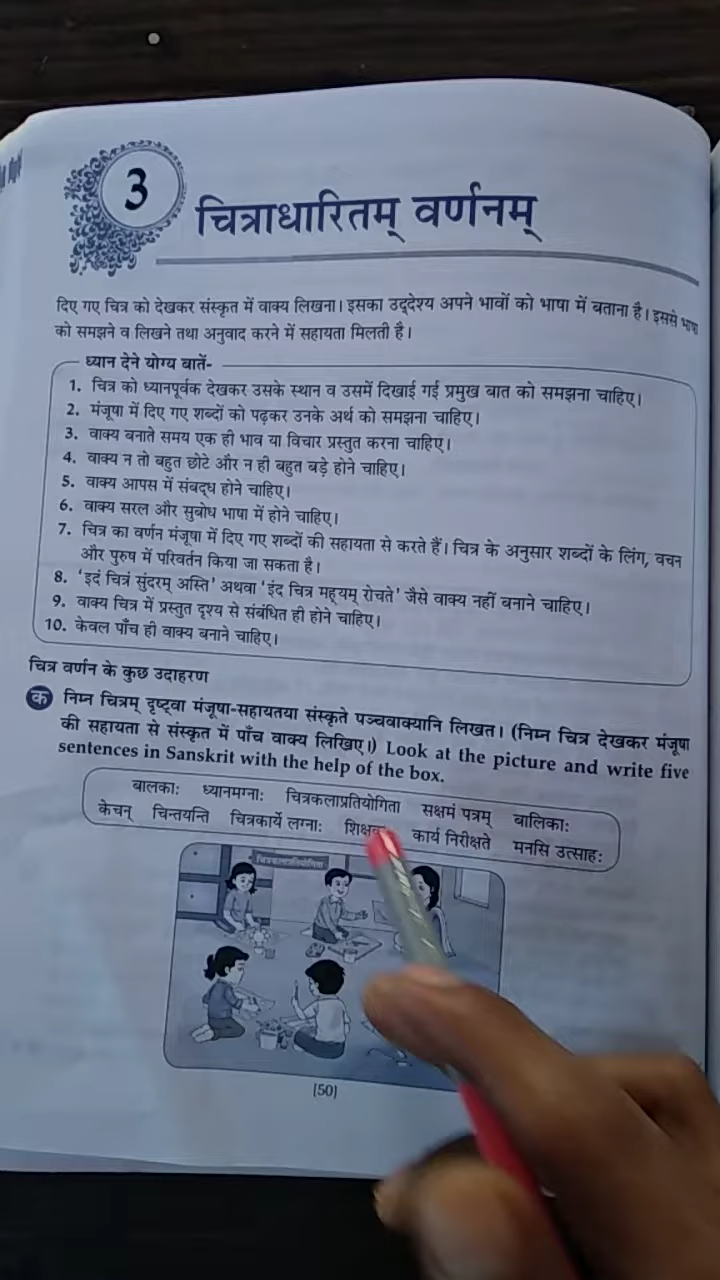 3
चित्राधारितम् वर्णनम्
दिए गए चित्र को देखकर संस्कृत में वाक्य लिखना। इसका उद्देश्य अपने भावों को भाषा में बताना है। इससे भाषा
को समझने व लिखने तथा अनुवाद करने में सहायता मिलती है।
ध्यान देने योग्य बातें-
1. चित्र को ध्यानपूर्वक देखकर उसके स्थान व उसमें दिखाई गई प्रमुख बात को समझना चाहिए।
2. मंजूषा में दिए गए शब्दों को पढ़कर उनके अर्थ को समझना चाहिए।
3. वाक्य बनाते समय एक ही भाव या विचार प्रस्तुत करना चाहिए।
4. वाक्य न तो बहुत छोटे और न ही बहुत बड़े होने चाहिए।
5. वाक्य आपस में संबद्ध होने चाहिए।
6. वाक्य सरल और सुबोध भाषा में होने चाहिए।
7. चित्र का वर्णन मंजूषा में दिए गए शब्दों की सहायता से करते हैं। चित्र के अनुसार शब्दों के लिंग, वचन
और पुरुष में परिवर्तन किया जा सकता है।
8. 'इदं चित्रं सुंदरम् अस्ति' अथवा 'इंद चित्र मह्यम् रोचते' जैसे वाक्य नहीं बनाने चाहिए।
9. वाक्य चित्र में प्रस्तुत दृश्य से संबंधित ही होने चाहिए।
10. केवल पाँच ही वाक्य बनाने चाहिए।
चित्र वर्णन के कुछ उदाहरण
क निम्न चित्रम् दृष्ट्वा मंजूषा-सहायतया संस्कृते पञ्चवाक्यानि लिखत। (निम्न चित्र देखकर मंजूषा
की सहायता से संस्कृत में पाँच वाक्य लिखिए।) Look at the picture and write five
sentences in Sanskrit with the help of the box.
बालकाः ध्यानमग्नाः चित्रकलाप्रतियोगिता सक्षमं पत्रम् बालिकाः
केचन् चिन्तयन्ति चित्रकार्ये लग्नाः कार्य निरीक्षते मनसि उत्साहः
चित्रकलाप्रतियोगिता
(50)